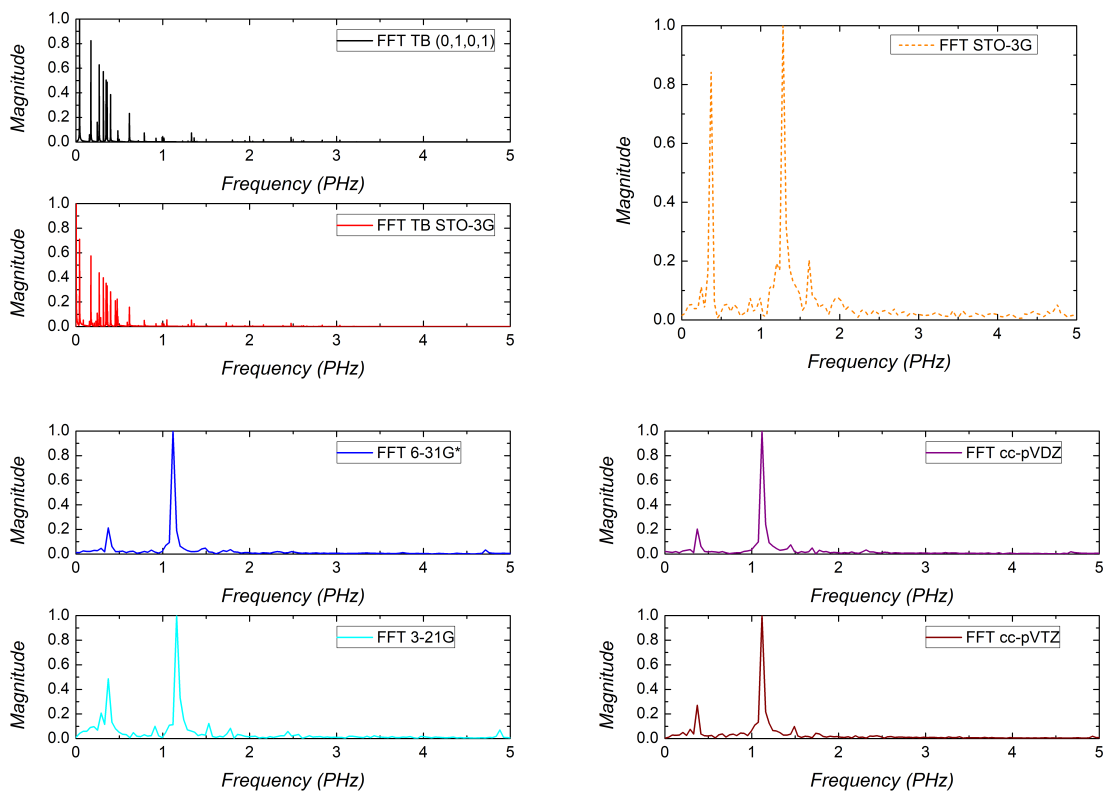 1.0
0.8
0.6
0.4
0.2
0.0
Magnitude
FFT TB (0,1,0,1)
0 1 2 3 4 5
Frequency (PHz)
1.0
0.8
0.6
0.4
0.2
0.0
Magnitude
FFT TB STO-3G
0 1 2 3 4 5
Frequency (PHz)
1.0
0.8
0.6
0.4
0.2
0.0
Magnitude
FFT STO-3G
0 1 2 3 4 5
Frequency (PHz)
1.0
0.8
0.6
0.4
0.2
0.0
Magnitude
FFT 6-31G*
0 1 2 3 4 5
Frequency (PHz)
1.0
0.8
0.6
0.4
0.2
0.0
Magnitude
FFT cc-pVDZ
0 1 2 3 4 5
Frequency (PHz)
1.0
0.8
0.6
0.4
0.2
0.0
Magnitude
FFT 3-21G
0 1 2 3 4 5
Frequency (PHz)
1.0
0.8
0.6
0.4
0.2
0.0
Magnitude
FFT cc-pVTZ
0 1 2 3 4 5
Frequency (PHz)